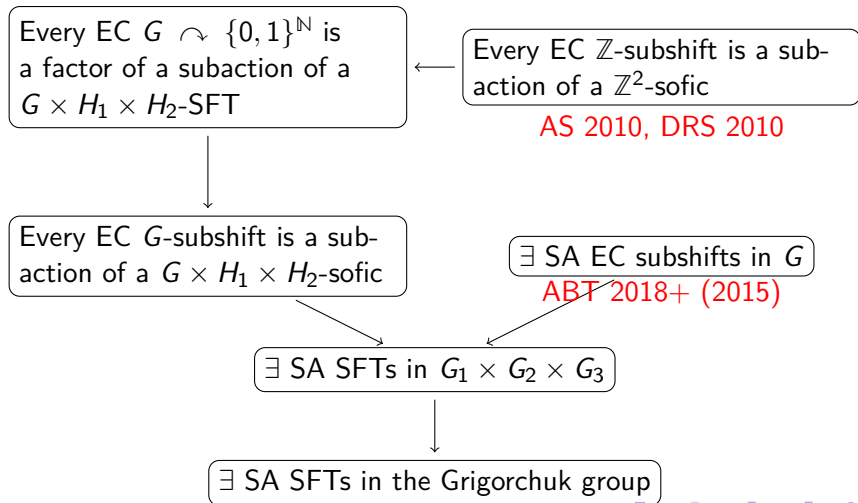 Every EC G ↷ {0, 1}^ℕ is
a factor of a subaction of a
G × H₁ × H₂-SFT
Every EC ℤ-subshift is a sub-
action of a ℤ²-sofic
AS 2010, DRS 2010
Every EC G-subshift is a sub-
action of a G × H₁ × H₂-sofic
∃ SA EC subshifts in G
ABT 2018+ (2015)
∃ SA SFTs in G₁ × G₂ × G₃
∃ SA SFTs in the Grigorchuk group